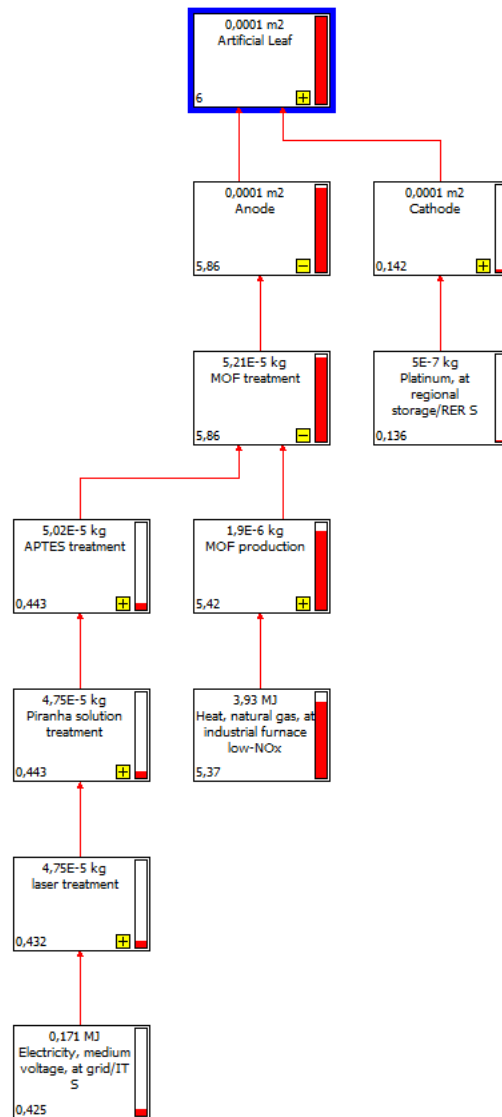 0,0001 m2
Artificial Leaf
6
0,0001 m2
Anode
5,86
0,0001 m2
Cathode
0,142
5,21E-5 kg
MOF treatment
5,86
5E-7 kg
Platinum, at
regional
storage/RER S
0,136
5,02E-5 kg
APTES treatment
0,443
1,9E-6 kg
MOF production
5,42
4,75E-5 kg
Piranha solution
treatment
0,443
3,93 MJ
Heat, natural gas, at
industrial furnace
low-NOx
5,37
4,75E-5 kg
laser treatment
0,432
0,171 MJ
Electricity, medium
voltage, at grid/IT
S
0,425